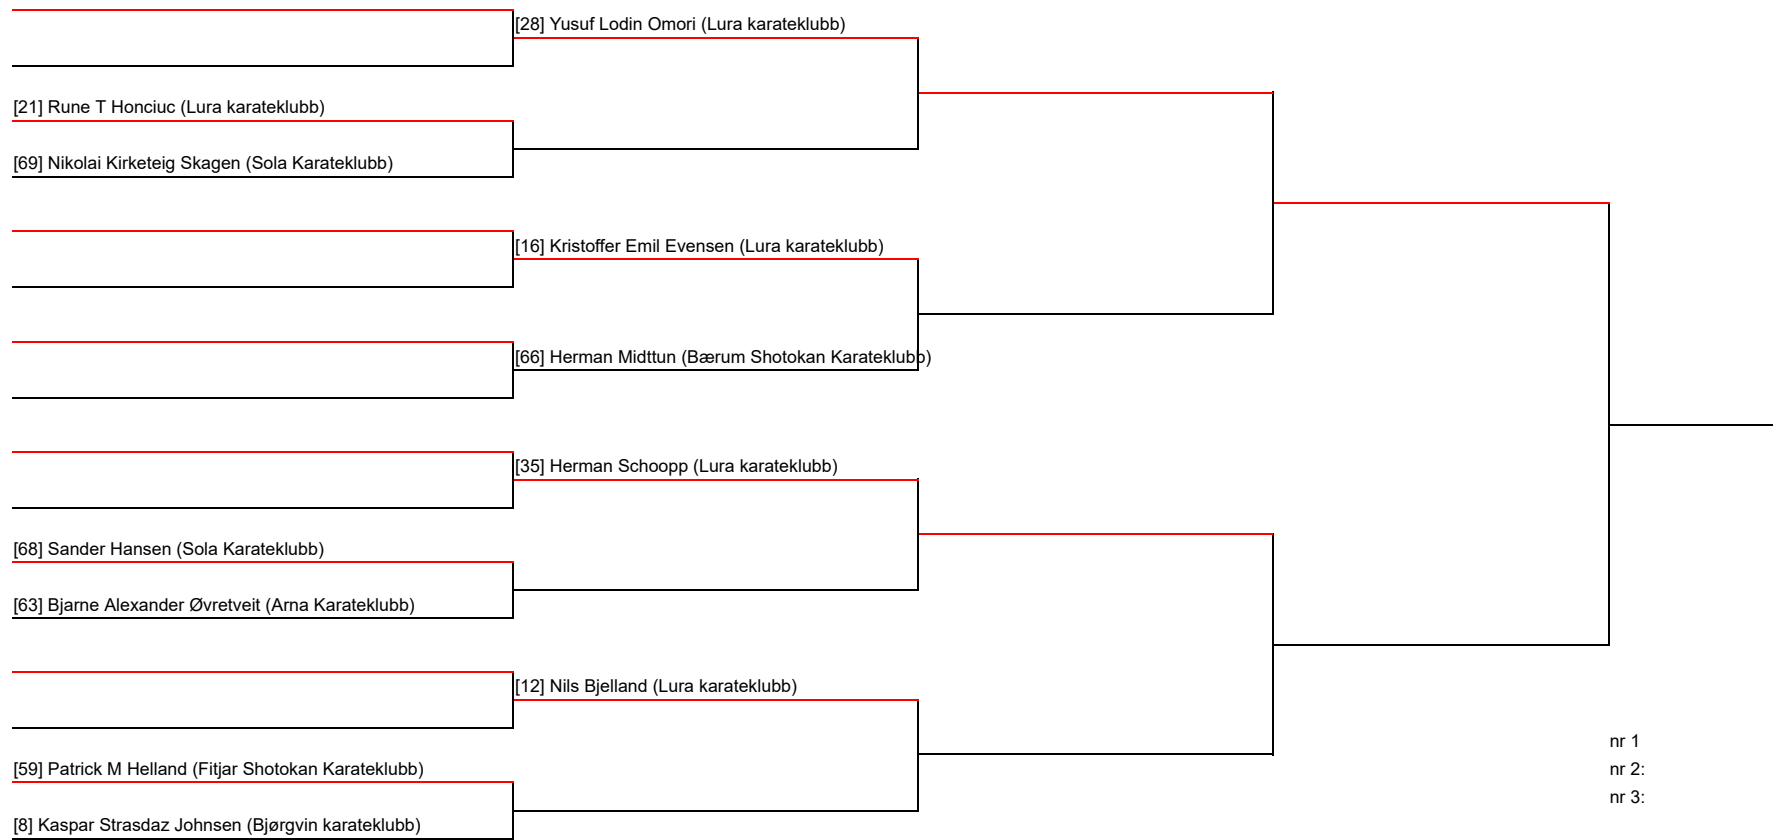 [28] Yusuf Lodin Omori (Lura karateklubb)
[21] Rune T Honciuc (Lura karateklubb)
[69] Nikolai Kirketeig Skagen (Sola Karateklubb)
[16] Kristoffer Emil Evensen (Lura karateklubb)
[66] Herman Midttun (Bærum Shotokan Karateklubb)
[35] Herman Schoopp (Lura karateklubb)
[68] Sander Hansen (Sola Karateklubb)
[63] Bjarne Alexander Øvretveit (Arna Karateklubb)
[12] Nils Bjelland (Lura karateklubb)
[59] Patrick M Helland (Fitjar Shotokan Karateklubb)
[8] Kaspar Strasdaz Johnsen (Bjørgvin karateklubb)
nr 1
nr 2:
nr 3: